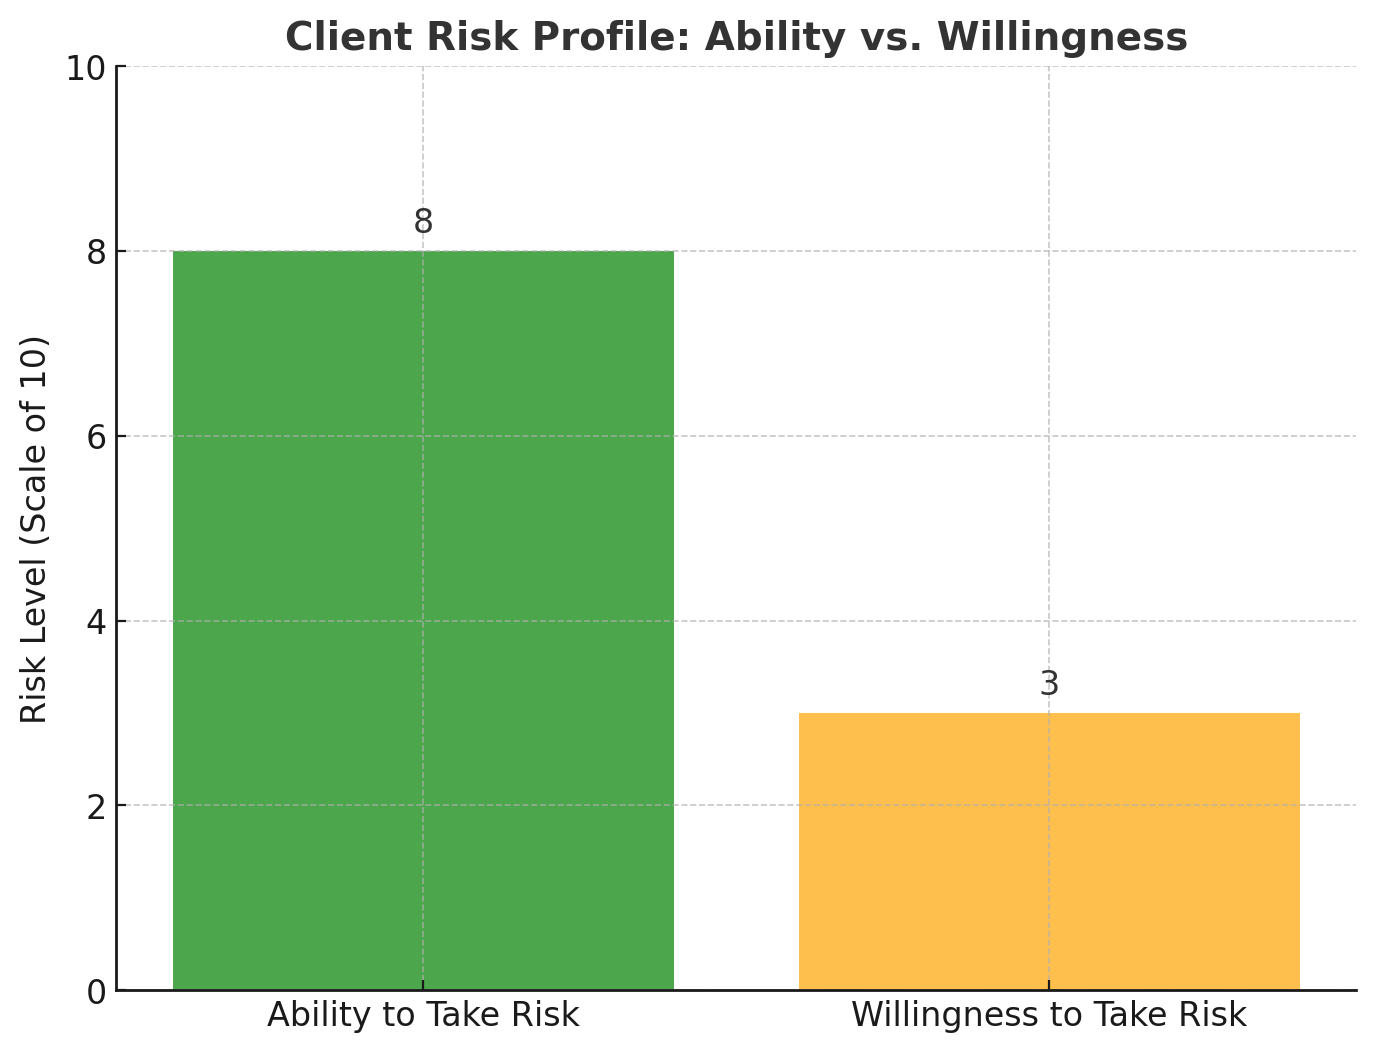 Client Risk Profile: Ability vs. Willingness
Risk Level (Scale of 10)
10
8
6
4
2
0
8
3
Ability to Take Risk
Willingness to Take Risk